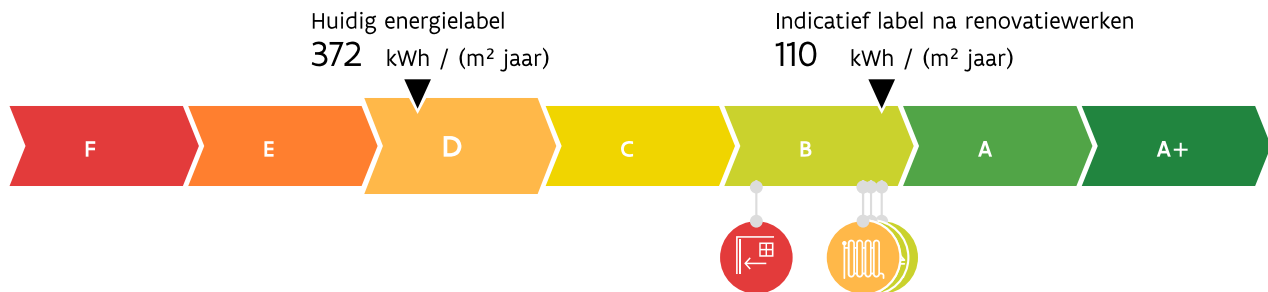 Huidig energielabel
372 kWh / (m² jaar)
Indicatief label na renovatiewerken
110 kWh / (m² jaar)
F E D C B A A+